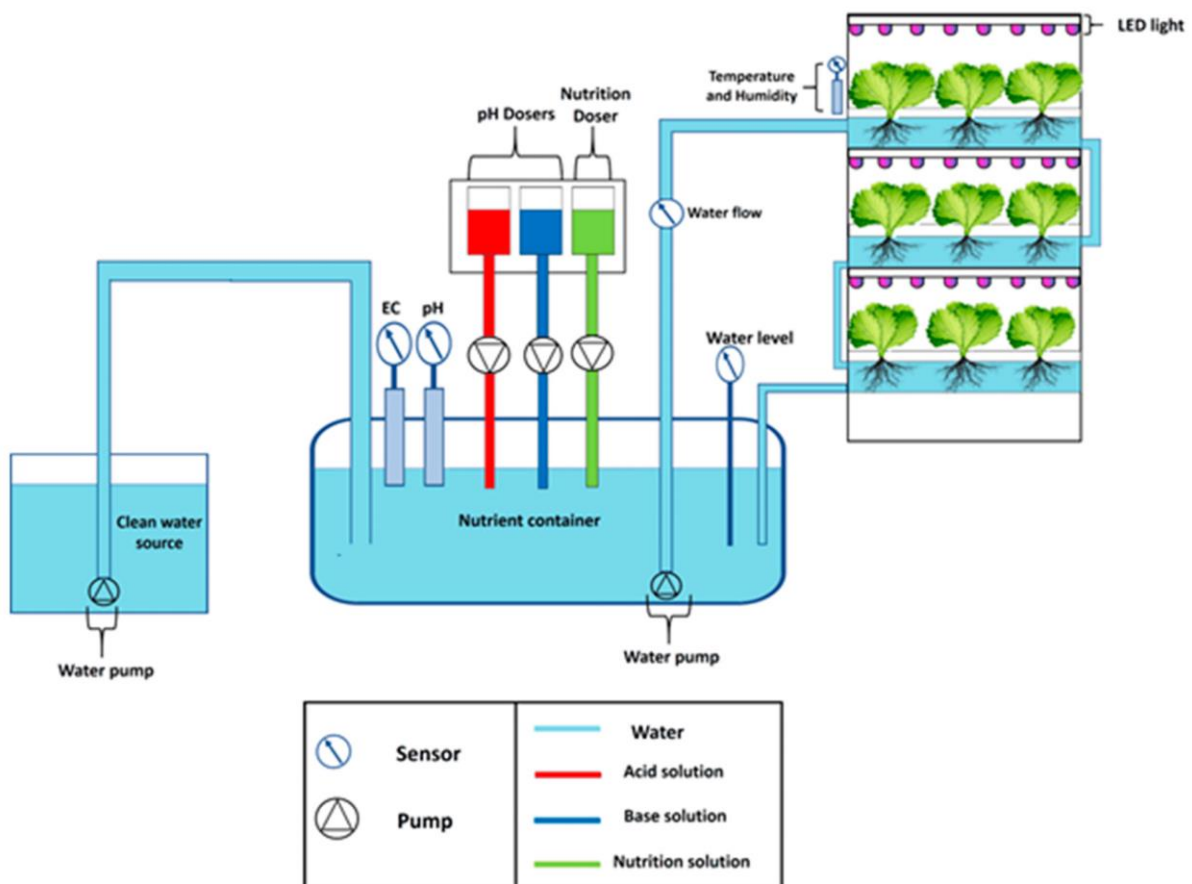 LED light
Temperature
and Humidity
Nutrition
Doser
pH Dosers
Water flow
EC
pH
Water level
Clean water
source
Nutrient container
Water pump
Water pump
Sensor
Pump
Water
Acid solution
Base solution
Nutrition solution